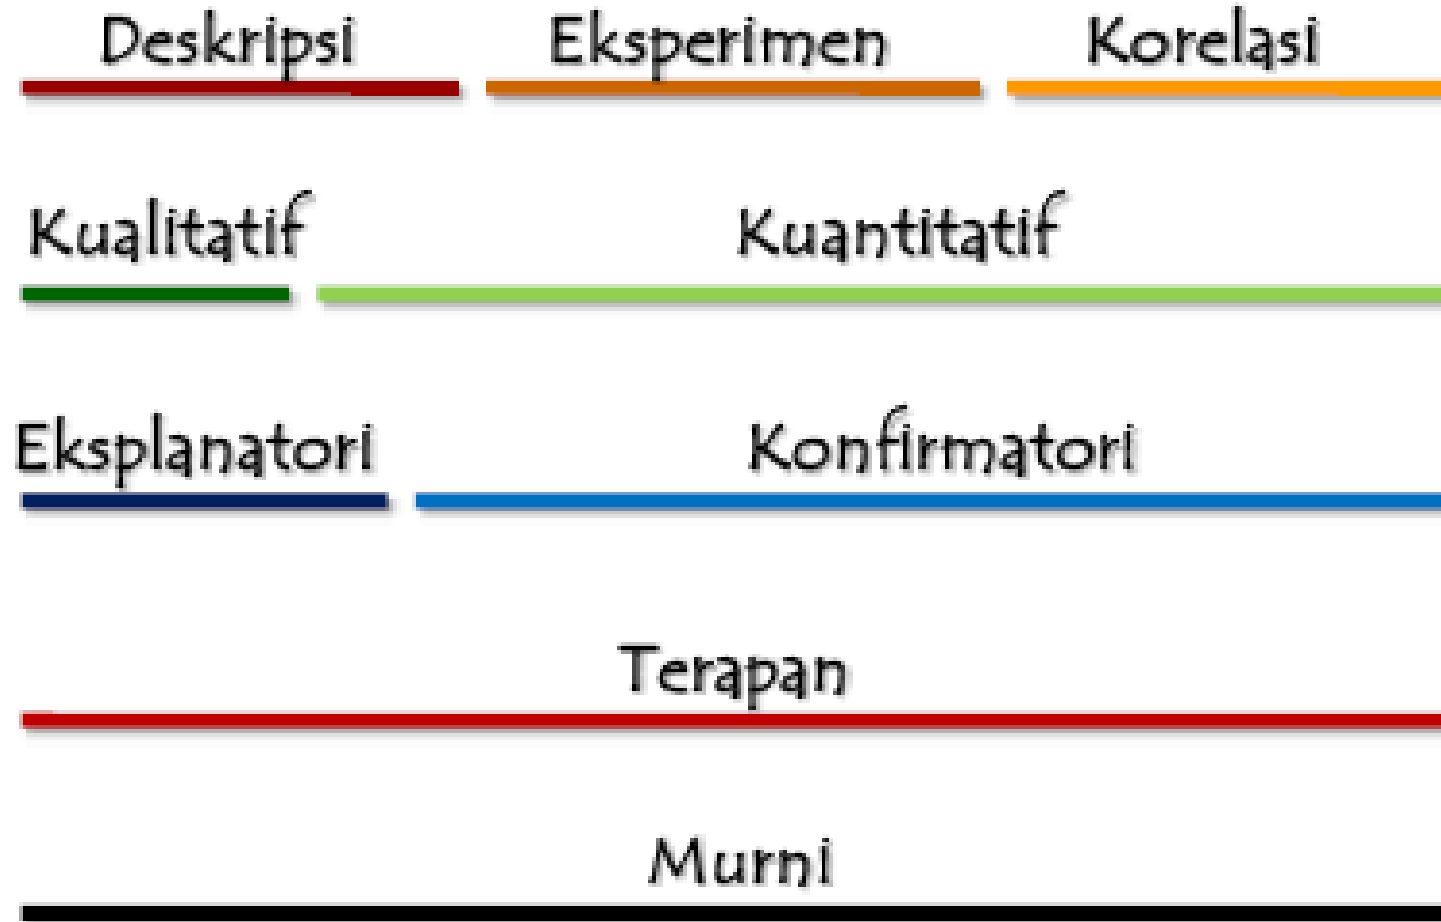 Deskripsi Eksperimen Korelasi
Kualitatif Kuantitatif
Eksplanatori Konfirmatori
Terapan
Murni